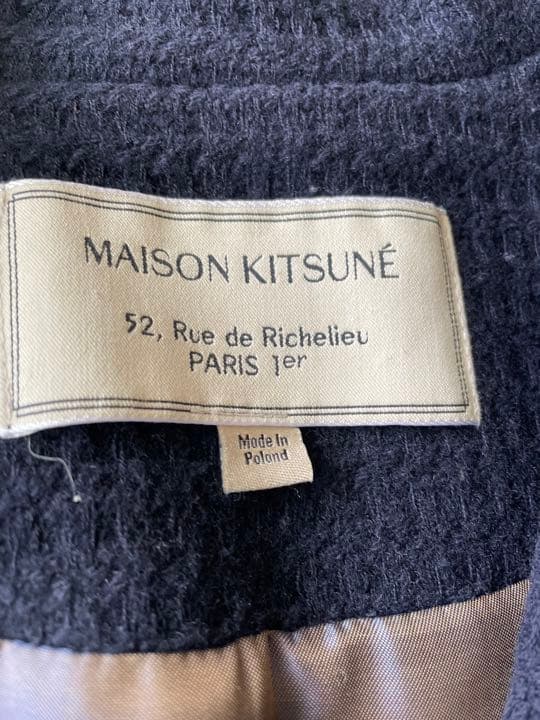 MAISON KITSUNÉ
52, Rue de Richelieu
PARIS 1er
Made In
Poland